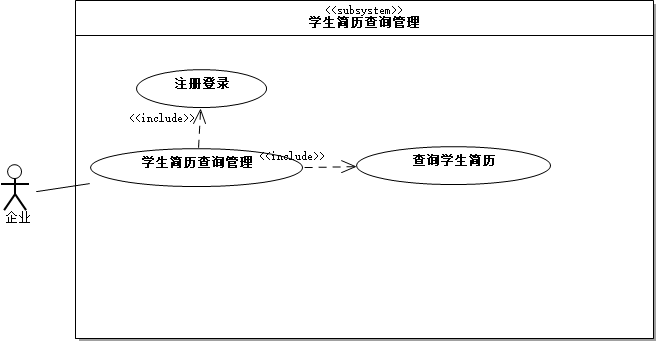 <<subsystem>>
学生简历查询管理
注册登录
<<include>>
学生简历查询管理
<<include>>
查询学生简历
企业